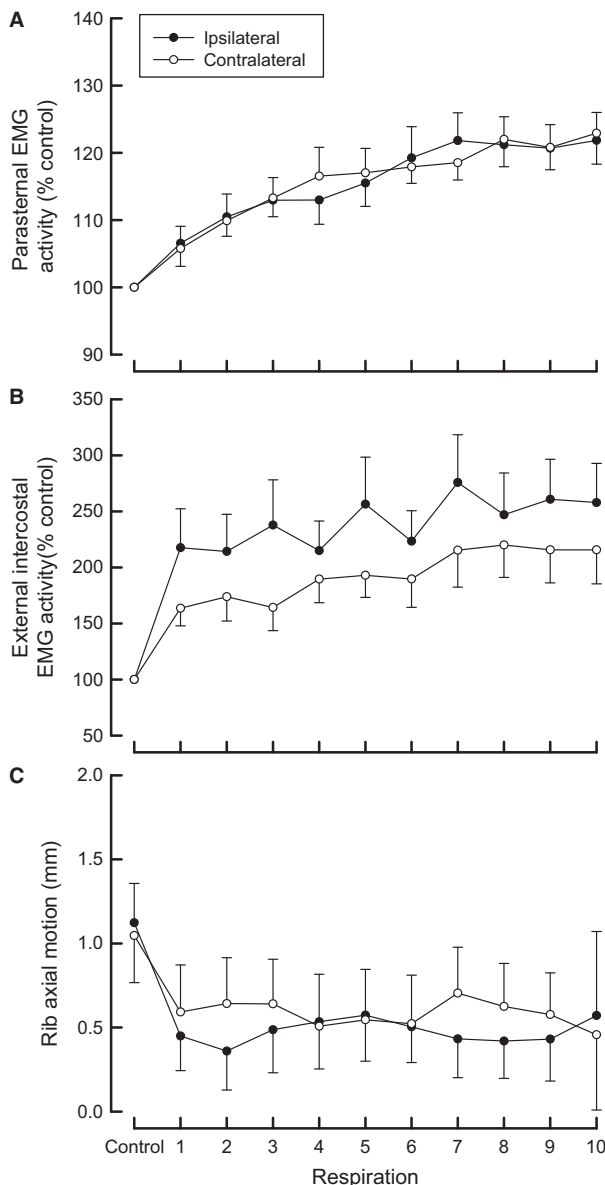 A
Ipsilateral
Contralateral
Parasternal EMG
activity (% control)
140
130
120
110
100
90
B
External intercostal
EMG activity(% control)
350
300
250
200
150
100
50
C
Rib axial motion (mm)
2.0
1.5
1.0
0.5
0.0
Control 1 2 3 4 5 6 7 8 9 10
Respiration